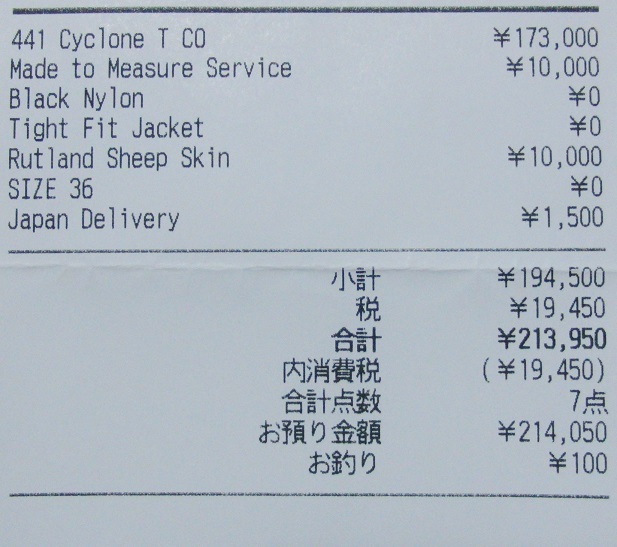 441 Cyclone T CO ¥173,000
Made to Measure Service ¥10,000
Black Nylon ¥0
Tight Fit Jacket ¥0
Rutland Sheep Skin ¥10,000
SIZE 36 ¥0
Japan Delivery ¥1,500
小計 ¥194,500
税 ¥19,450
合計 ¥213,950
内消費税 (¥19,450)
合計点数 7点
お預り金額 ¥214,050
お釣り ¥100